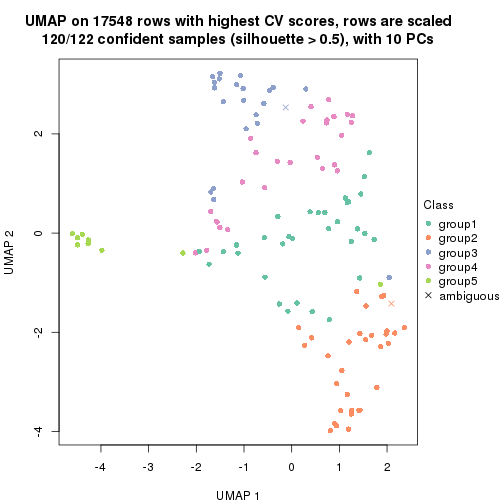 UMAP on 17548 rows with highest CV scores, rows are scaled
120/122 confident samples (silhouette > 0.5), with 10 PCs
UMAP 2
2
0
-2
-4
-4
-3
-2
-1
0
1
2
UMAP 1
Class
group1
group2
group3
group4
group5
ambiguous